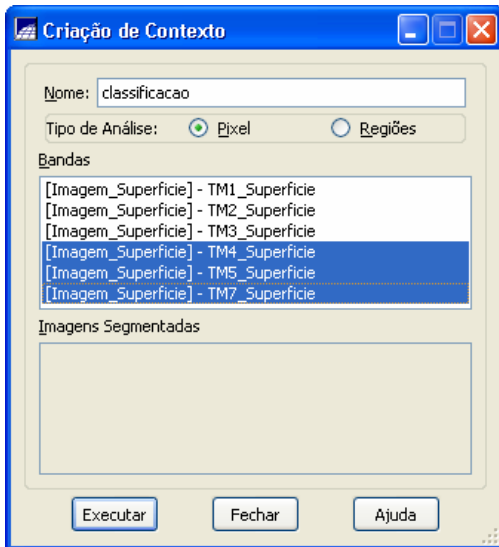 Criação de Contexto
Nome: classificacao
Tipo de Análise: Pixel Regiões
Bandas
[Imagem_Superficie] - TM1_Superficie
[Imagem_Superficie] - TM2_Superficie
[Imagem_Superficie] - TM3_Superficie
[Imagem_Superficie] - TM4_Superficie
[Imagem_Superficie] - TM5_Superficie
[Imagem_Superficie] - TM7_Superficie
Imagens Segmentadas
Executar Fechar Ajuda